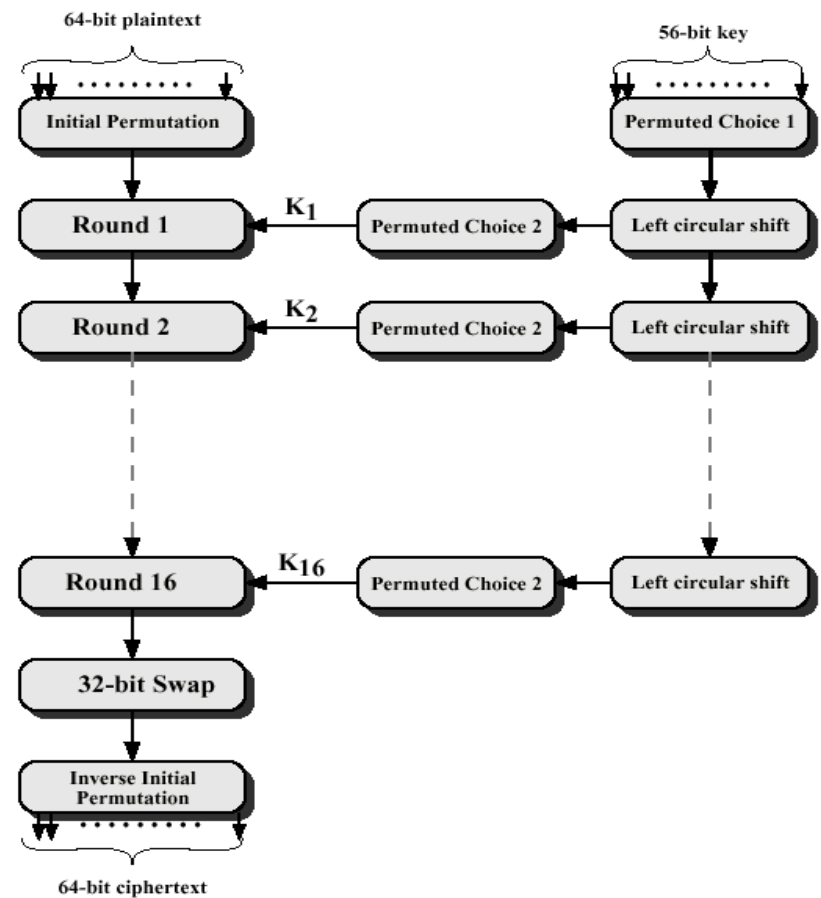 64-bit plaintext
56-bit key
Initial Permutation
Permuted Choice 1
Round 1
K1
Permuted Choice 2
Left circular shift
Round 2
K2
Permuted Choice 2
Left circular shift
Round 16
K16
Permuted Choice 2
Left circular shift
32-bit Swap
Inverse Initial
Permutation
64-bit ciphertext